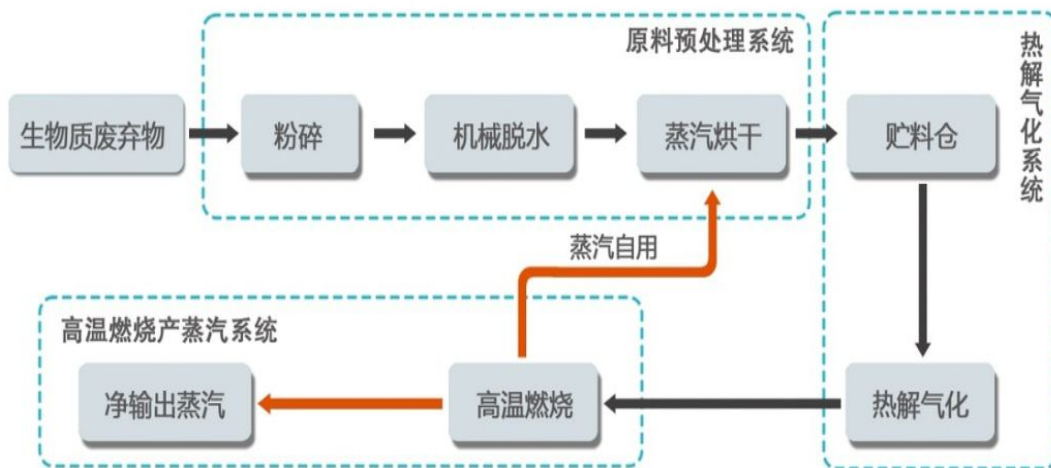 原料预处理系统
热解气化系统
生物质废弃物
粉碎
机械脱水
蒸汽烘干
贮料仓
蒸汽自用
高温燃烧产蒸汽系统
净输出蒸汽
高温燃烧
热解气化